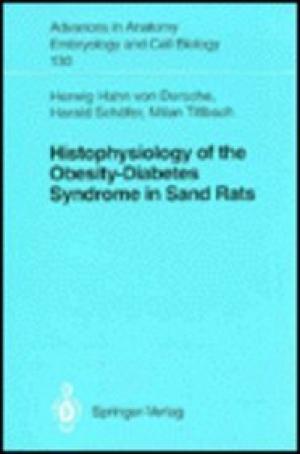 Advances in Anatomy
Embryology and Cell Biology
130
Herwig Hahn von Dorsche,
Harald Schäfer, Milan Titlbach
Histophysiology of the
Obesity-Diabetes
Syndrome in Sand Rats
Springer-Verlag